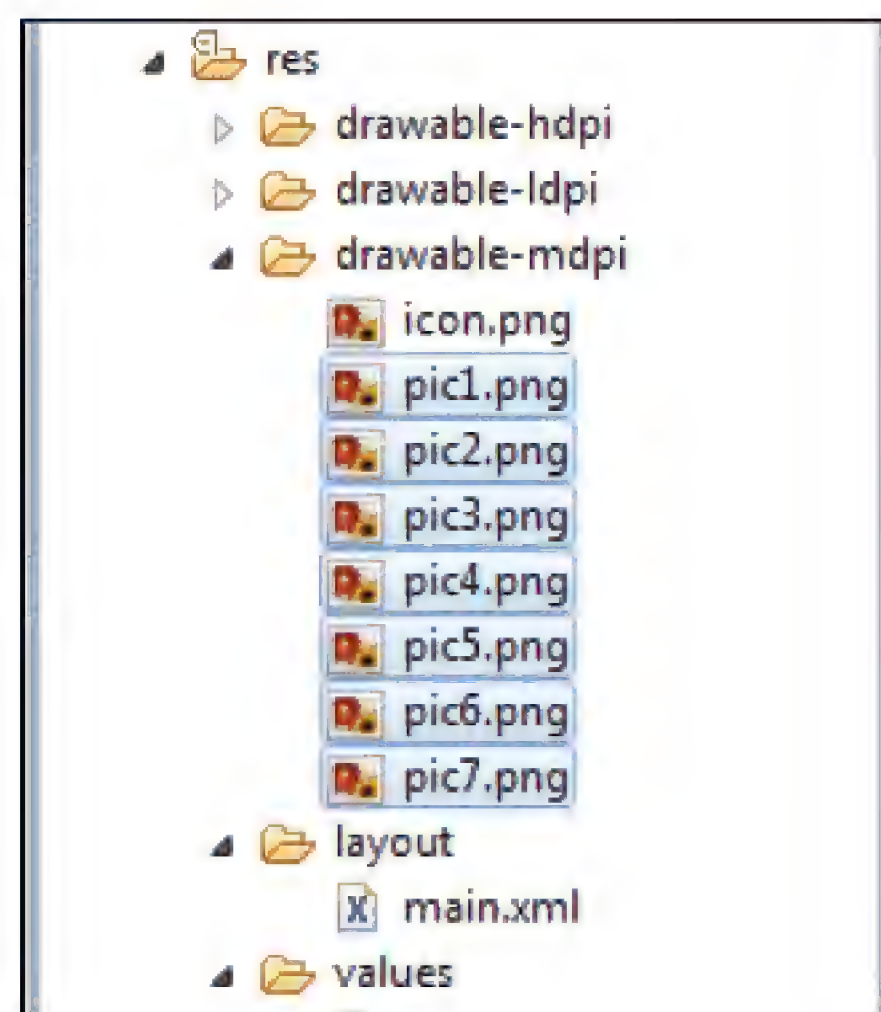 res
drawable-hdpi
drawable-ldpi
drawable-mdpi
icon.png
pic1.png
pic2.png
pic3.png
pic4.png
pic5.png
pic6.png
pic7.png
layout
main.xml
values